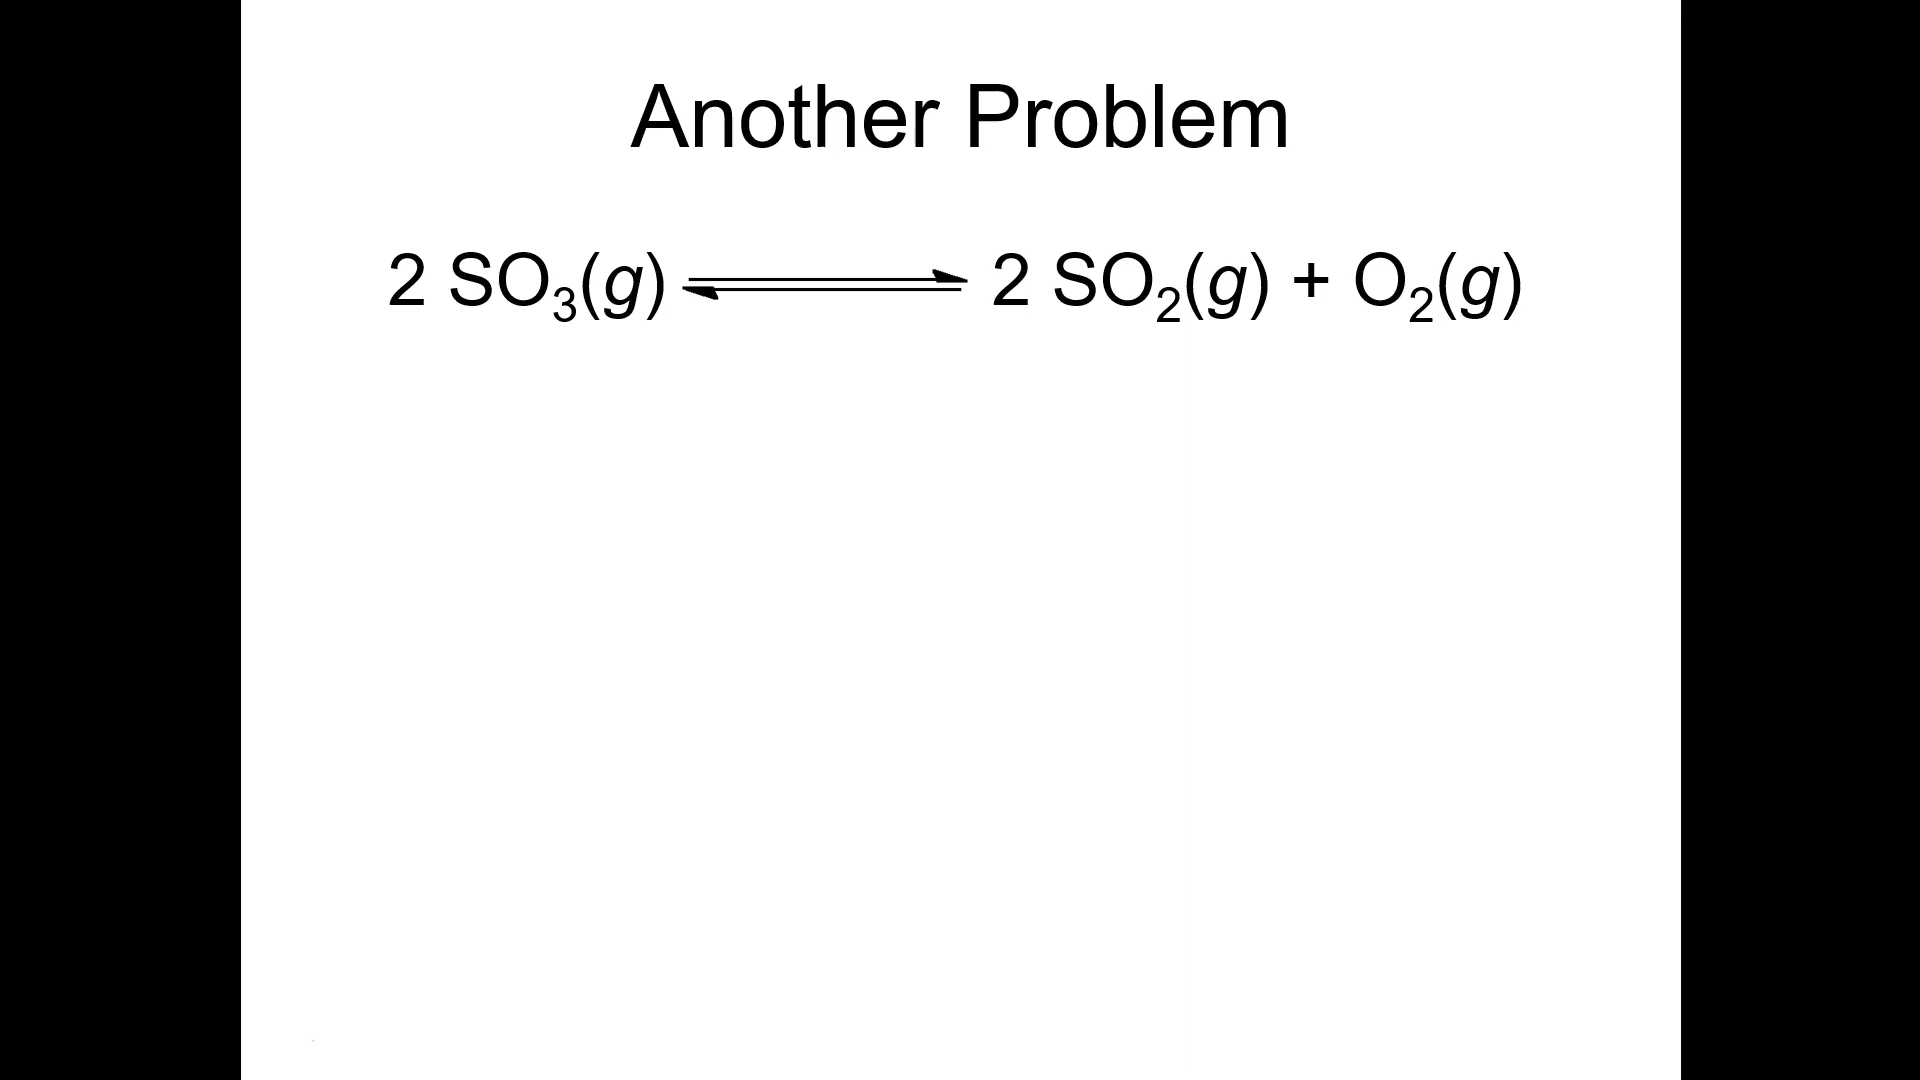 Another Problem
2 SO₃(g) ⇌ 2 SO₂(g) + O₂(g)